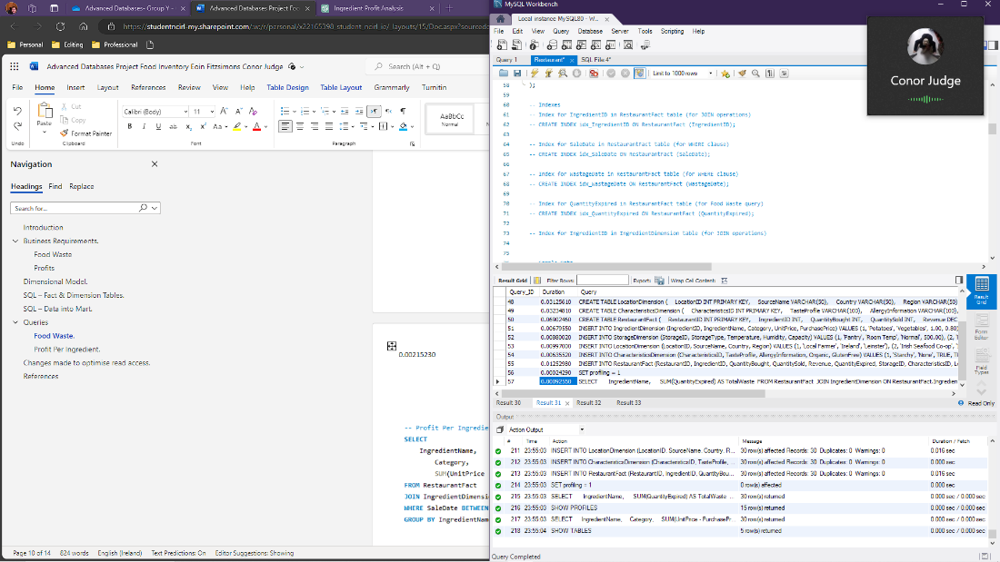 Advanced Databases- Group Y -
Advanced Databases Project Foo
Ingredient Profit Analysis
https://studentncirl-my.sharepoint.com/:w:/r/personal/x22165398_student_ncirl_ie/_layouts/15/Doc.aspx?sourcedoc
Personal
Editing
Professional
Advanced Databases Project Food Inventory Eoin Fitzsimons Conor Judge
Search (Alt + Q)
File Home Insert Layout References Review View Help Table Design Table Layout Grammarly Turnitin
Paste
Cut
Copy
Format Painter
Calibri (Body)
11
AaBbCc
Normal
Undo
Clipboard
Font
Paragraph
Navigation
Headings Find Replace
Search for...
Introduction
Business Requirements.
Food Waste
Profits
Dimensional Model.
SQL – Fact & Dimension Tables.
SQL – Data into Mart.
Queries
Food Waste.
Profit Per Ingredient.
Changes made to optimise read access.
References
0.00215230
-- Profit Per Ingredie
SELECT
IngredientName,
Category,
SUM(UnitPrice
FROM RestaurantFact
JOIN IngredientDimensio
WHERE SaleDate BETWEEN
GROUP BY IngredientNam
Page 10 of 14 824 words English (Ireland) Text Predictions: On Editor Suggestions: Showing
MySQL Workbench
Local instance MySQL80 - W...
File Edit View Query Database Server Tools Scripting Help
Query 1 Restaurant* SQL File 4*
Limit to 1000 rows
58 );
59
60 -- Indexes
61 -- Index for IngredientID in RestaurantFact table (for JOIN operations)
62 -- CREATE INDEX idx_IngredientID ON RestaurantFact (IngredientID);
63
64 -- Index for SaleDate in RestaurantFact table (for WHERE clause)
65 -- CREATE INDEX idx_SaleDate ON RestaurantFact (SaleDate);
66
67 -- Index for WastageDate in RestaurantFact table (for WHERE clause)
68 -- CREATE INDEX idx_WastageDate ON RestaurantFact (WastageDate);
69
70 -- Index for QuantityExpired in RestaurantFact table (for Food Waste query)
71 -- CREATE INDEX idx_QuantityExpired ON RestaurantFact (QuantityExpired);
72
73 -- Index for IngredientID in IngredientDimension table (for JOIN operations)
74
75
Conor Judge
Result Grid Filter Rows: Export: Wrap Cell Content:
Query_ID Duration Query
48 0.03125610 CREATE TABLE LocationDimension ( LocationID INT PRIMARY KEY, SourceName VARCHAR(50), Country VARCHAR(50), Region VARCHAR(50)
49 0.03234810 CREATE TABLE CharacteristicsDimension ( CharacteristicsID INT PRIMARY KEY, TasteProfile VARCHAR(100), AllergyInformation VARCHAR(100),
50 0.06902450 CREATE TABLE RestaurantFact ( RestaurantID INT PRIMARY KEY, IngredientID INT, QuantityBought INT, QuantitySold INT, Revenue DEC
51 0.00679550 INSERT INTO IngredientDimension (IngredientID, IngredientName, Category, UnitPrice, PurchasePrice) VALUES (1, 'Potatoes', 'Vegetables', 1.00, 0.80)
52 0.00880020 INSERT INTO StorageDimension (StorageID, StorageType, Temperature, Humidity, Capacity) VALUES (1, 'Pantry', 'Room Temp', 'Normal', 500.00), (2,
53 0.00997000 INSERT INTO LocationDimension (LocationID, SourceName, Country, Region) VALUES (1, 'Local Farmer', 'Ireland', 'Leinster'), (2, 'Irish Seafood Co-op',
54 0.00635520 INSERT INTO CharacteristicsDimension (CharacteristicsID, TasteProfile, AllergyInformation, Organic, GlutenFree) VALUES (1, 'Starchy', 'None', TRUE,
55 0.01252980 INSERT INTO RestaurantFact (RestaurantID, IngredientID, QuantityBought, QuantitySold, Revenue, QuantityExpired, StorageID, CharacteristicsID,
56 0.00024290 SET profiling = 1
57 0.00092550 SELECT IngredientName, SUM(QuantityExpired) AS TotalWaste FROM RestaurantFact JOIN IngredientDimension ON RestaurantFact.Ingredien
Result Grid
Form Editor
Field Types
Result 30 Result 31 Result 32 Result 33
Read Only
Output
Action Output
# Time Action Message Duration / Fetch
211 23:55:03 INSERT INTO LocationDimension (LocationID, SourceName, Country, R... 30 row(s) affected Records: 30 Duplicates: 0 Warnings: 0 0.016 sec
212 23:55:03 INSERT INTO CharacteristicsDimension (CharacteristicsID, TasteProfile, ... 30 row(s) affected Records: 30 Duplicates: 0 Warnings: 0 0.000 sec
213 23:55:03 INSERT INTO RestaurantFact (RestaurantID, IngredientID, QuantityBou... 30 row(s) affected Records: 30 Duplicates: 0 Warnings: 0 0.016 sec
214 23:55:03 SET profiling = 1 0 row(s) affected 0.000 sec
215 23:55:03 SELECT IngredientName, SUM(QuantityExpired) AS TotalWaste ... 30 row(s) returned 0.000 sec / 0.000 sec
216 23:55:03 SHOW PROFILES 15 row(s) returned 0.000 sec / 0.000 sec
217 23:55:03 SELECT IngredientName, Category, SUM(UnitPrice - PurchasePr... 30 row(s) returned 0.000 sec / 0.000 sec
218 23:55:04 SHOW TABLES 5 row(s) returned 0.000 sec / 0.000 sec
Query Completed